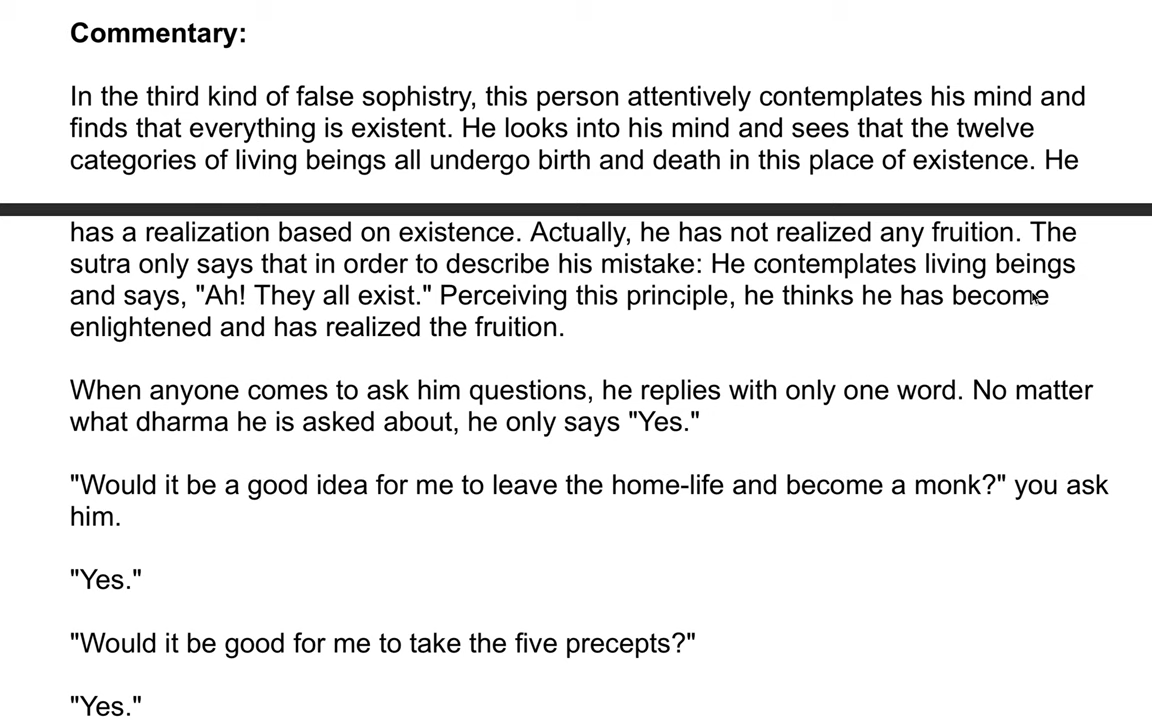 Commentary:
In the third kind of false sophistry, this person attentively contemplates his mind and
finds that everything is existent. He looks into his mind and sees that the twelve
categories of living beings all undergo birth and death in this place of existence. He
has a realization based on existence. Actually, he has not realized any fruition. The
sutra only says that in order to describe his mistake: He contemplates living beings
and says, "Ah! They all exist." Perceiving this principle, he thinks he has become
enlightened and has realized the fruition.
When anyone comes to ask him questions, he replies with only one word. No matter
what dharma he is asked about, he only says "Yes."
"Would it be a good idea for me to leave the home-life and become a monk?" you ask
him.
"Yes."
"Would it be good for me to take the five precepts?"
"Yes."